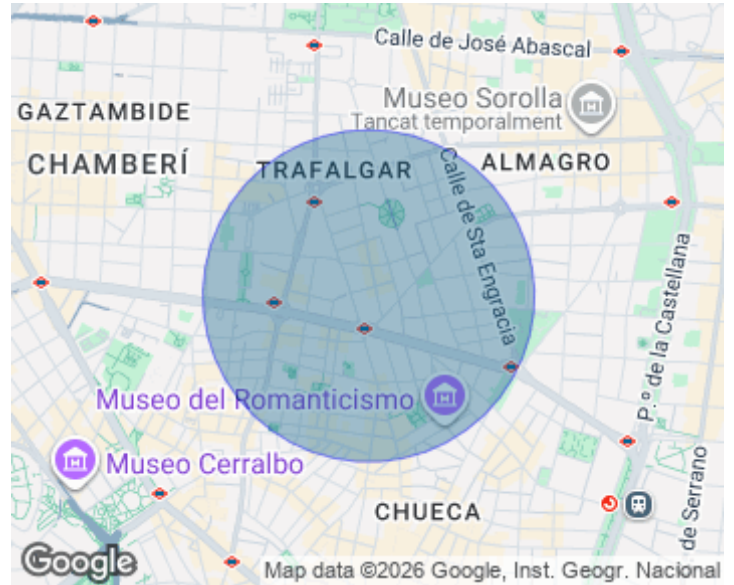 Calle de José Abascal
Museo Sorolla
Tancat temporalment
GAZTAMBIDE
CHAMBERÍ
TRAFALGAR
ALMAGRO
Calle de Sta Engracia
P.º de la Castellana
Museo del Romanticismo
Museo Cerralbo
CHUECA
de Serrano
Google
Map data ©2026 Google, Inst. Geogr. Nacional